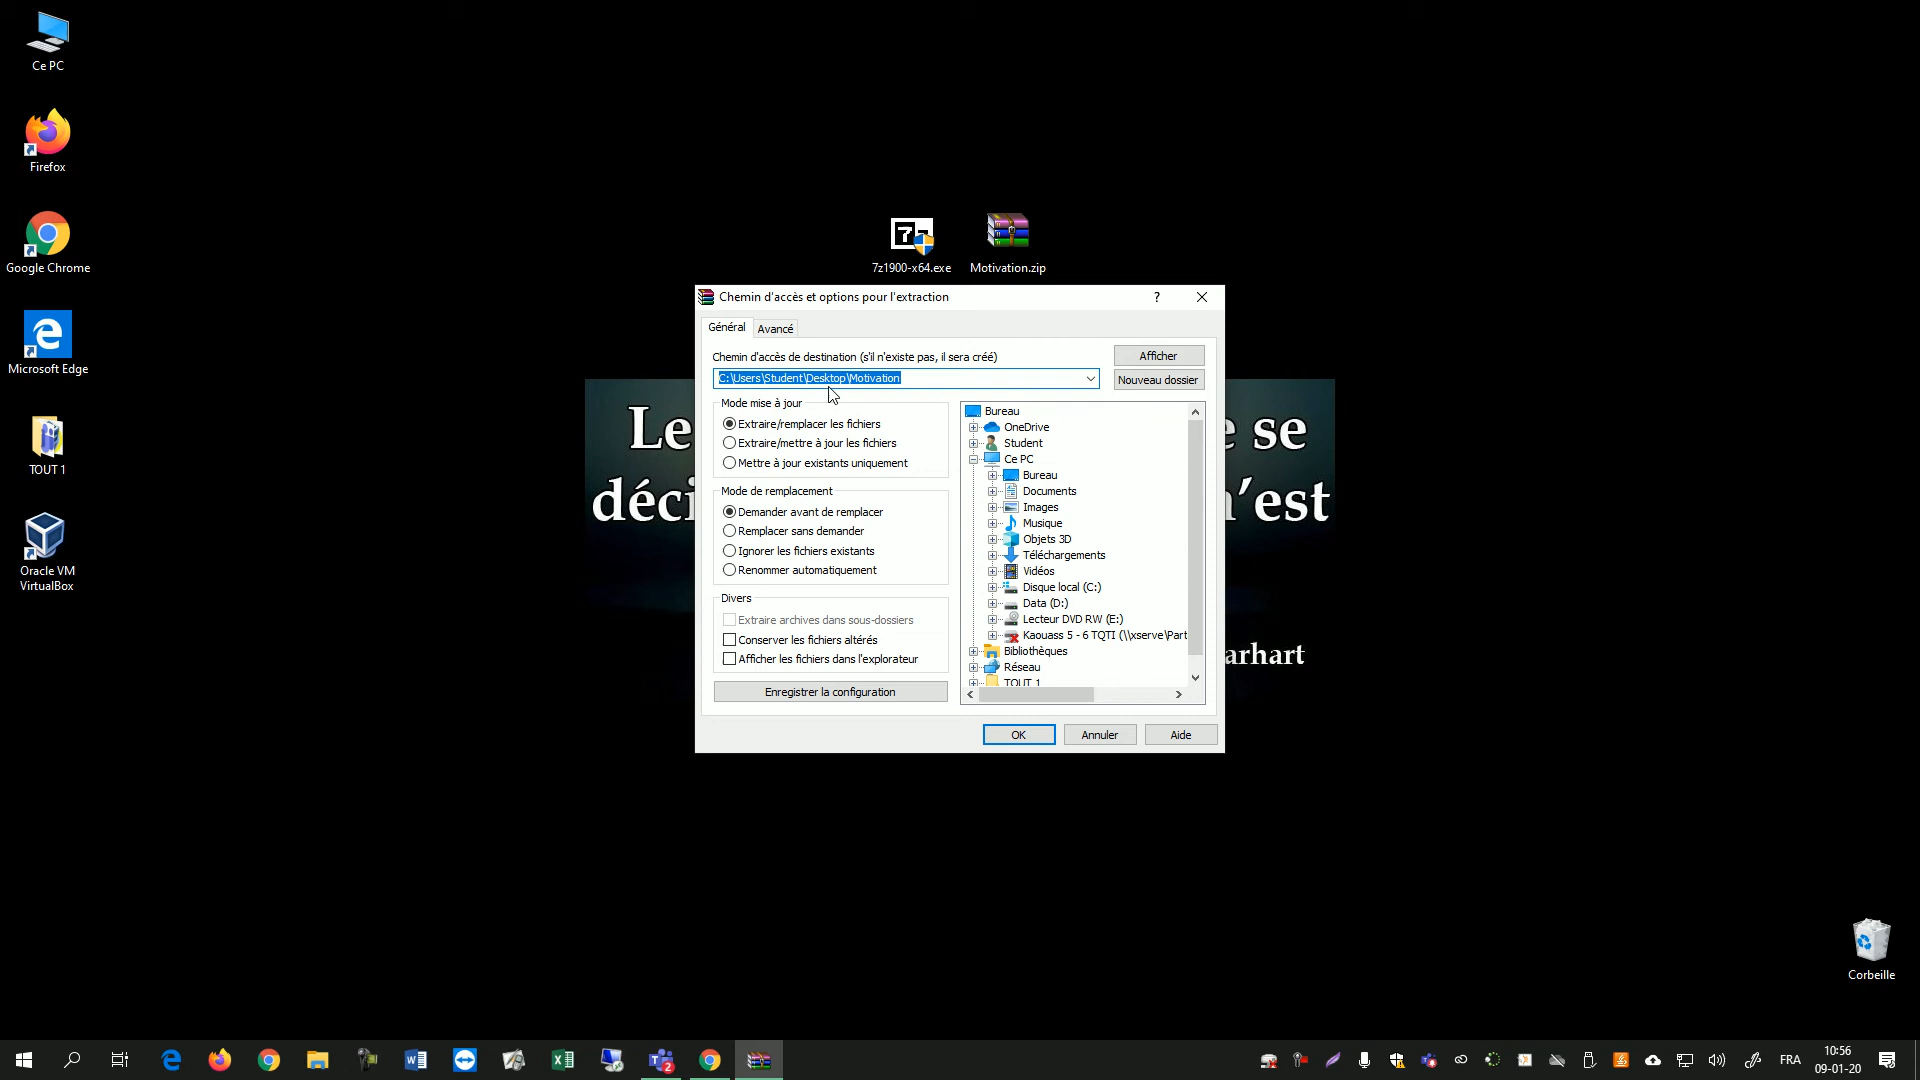 Ce PC
Firefox
Google Chrome
Microsoft Edge
TOUT 1
Oracle VM
VirtualBox
7z1900-x64.exe
Motivation.zip
Chemin d'accès et options pour l'extraction
?
Général
Avancé
Chemin d'accès de destination (s'il n'existe pas, il sera créé)
Afficher
C:\Users\Student\Desktop\Motivation
Nouveau dossier
Mode mise à jour
Extraire/remplacer les fichiers
Extraire/mettre à jour les fichiers
Mettre à jour existants uniquement
Mode de remplacement
Demander avant de remplacer
Remplacer sans demander
Ignorer les fichiers existants
Renommer automatiquement
Divers
Extraire archives dans sous-dossiers
Conserver les fichiers altérés
Afficher les fichiers dans l'explorateur
Enregistrer la configuration
Bureau
OneDrive
Student
Ce PC
Bureau
Documents
Images
Musique
Objets 3D
Téléchargements
Vidéos
Disque local (C:)
Data (D:)
Lecteur DVD RW (E:)
Kaouass 5 - 6 TQTI (\\xserve\Part
Bibliothèques
Réseau
TOUT 1
OK
Annuler
Aide
Le e se
déci n'est
arhart
Corbeille
2
FRA
10:56
09-01-20